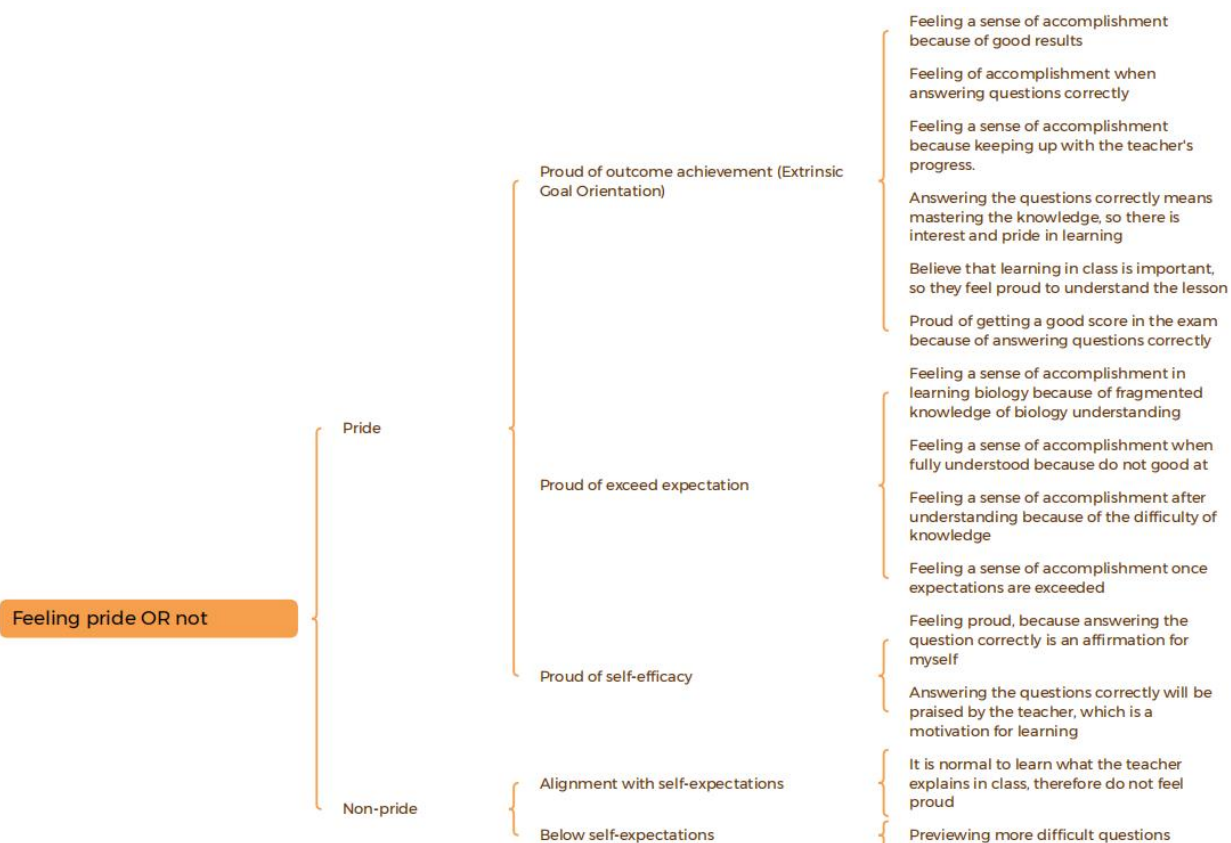 Feeling pride OR not
Pride
Proud of outcome achievement (Extrinsic
Goal Orientation)
Feeling a sense of accomplishment
because of good results
Feeling of accomplishment when
answering questions correctly
Feeling a sense of accomplishment
because keeping up with the teacher's
progress.
Answering the questions correctly means
mastering the knowledge, so there is
interest and pride in learning
Believe that learning in class is important,
so they feel proud to understand the lesson
Proud of getting a good score in the exam
because of answering questions correctly
Proud of exceed expectation
Feeling a sense of accomplishment in
learning biology because of fragmented
knowledge of biology understanding
Feeling a sense of accomplishment when
fully understood because do not good at
Feeling a sense of accomplishment after
understanding because of the difficulty of
knowledge
Feeling a sense of accomplishment once
expectations are exceeded
Proud of self-efficacy
Feeling proud, because answering the
question correctly is an affirmation for
myself
Answering the questions correctly will be
praised by the teacher, which is a
motivation for learning
Non-pride
Alignment with self-expectations
It is normal to learn what the teacher
explains in class, therefore do not feel
proud
Below self-expectations
Previewing more difficult questions